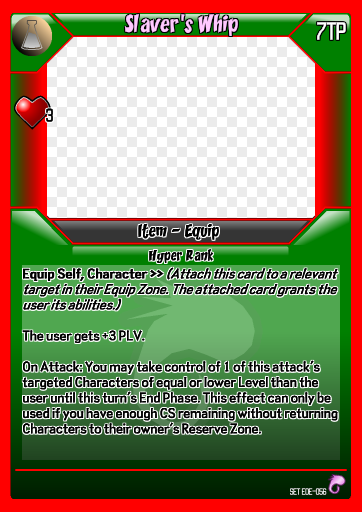 Slaver's Whip
7TP
3
Item - Equip
Hyper Rank
Equip Self, Character >> (Attach this card to a relevant
target in their Equip Zone. The attached card grants the
user its abilities.)
The user gets +3 PLV.
On Attack: You may take control of 1 of this attack's
targeted Characters of equal or lower Level than the
user until this turn's End Phase. This effect can only be
used if you have enough CS remaining without returning
Characters to their owner's Reserve Zone.
SET EOE-056